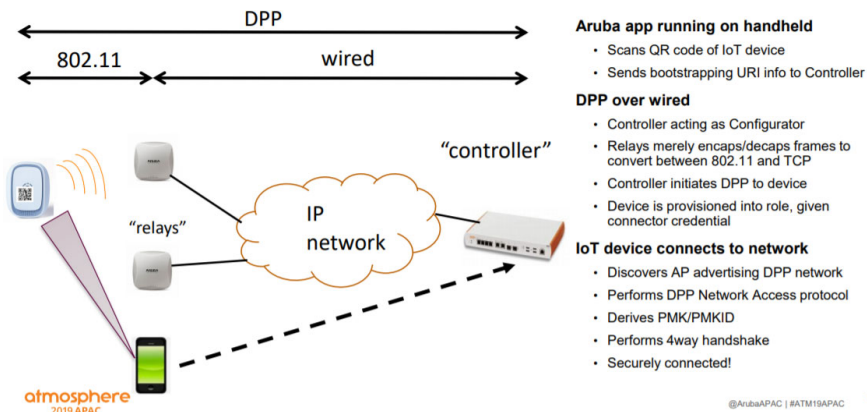 DPP
802.11
wired
"controller"
"relays"
IP
network
Aruba app running on handheld
• Scans QR code of IoT device
• Sends bootstrapping URI info to Controller
DPP over wired
• Controller acting as Configurator
• Relays merely encaps/decaps frames to
convert between 802.11 and TCP
• Controller initiates DPP to device
• Device is provisioned into role, given
connector credential
IoT device connects to network
• Discovers AP advertising DPP network
• Performs DPP Network Access protocol
• Derives PMK/PMKID
• Performs 4way handshake
• Securely connected!
atmosphere
2019 APAC
@ArubaAPAC | #ATM19APAC